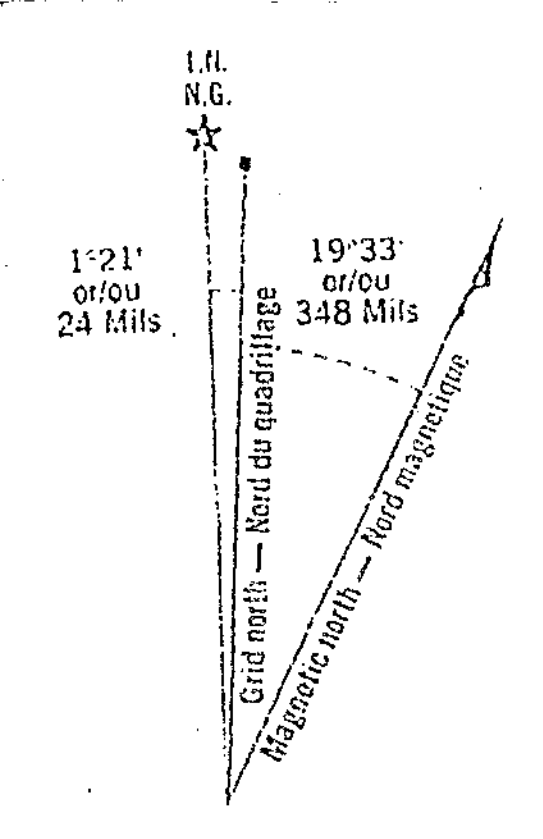 T.N.
N.G.
1°21'
or/ou
24 Mils
19°33'
or/ou
348 Mils
Grid north — Nord du quadrillage
Magnetic north — Nord magnetique